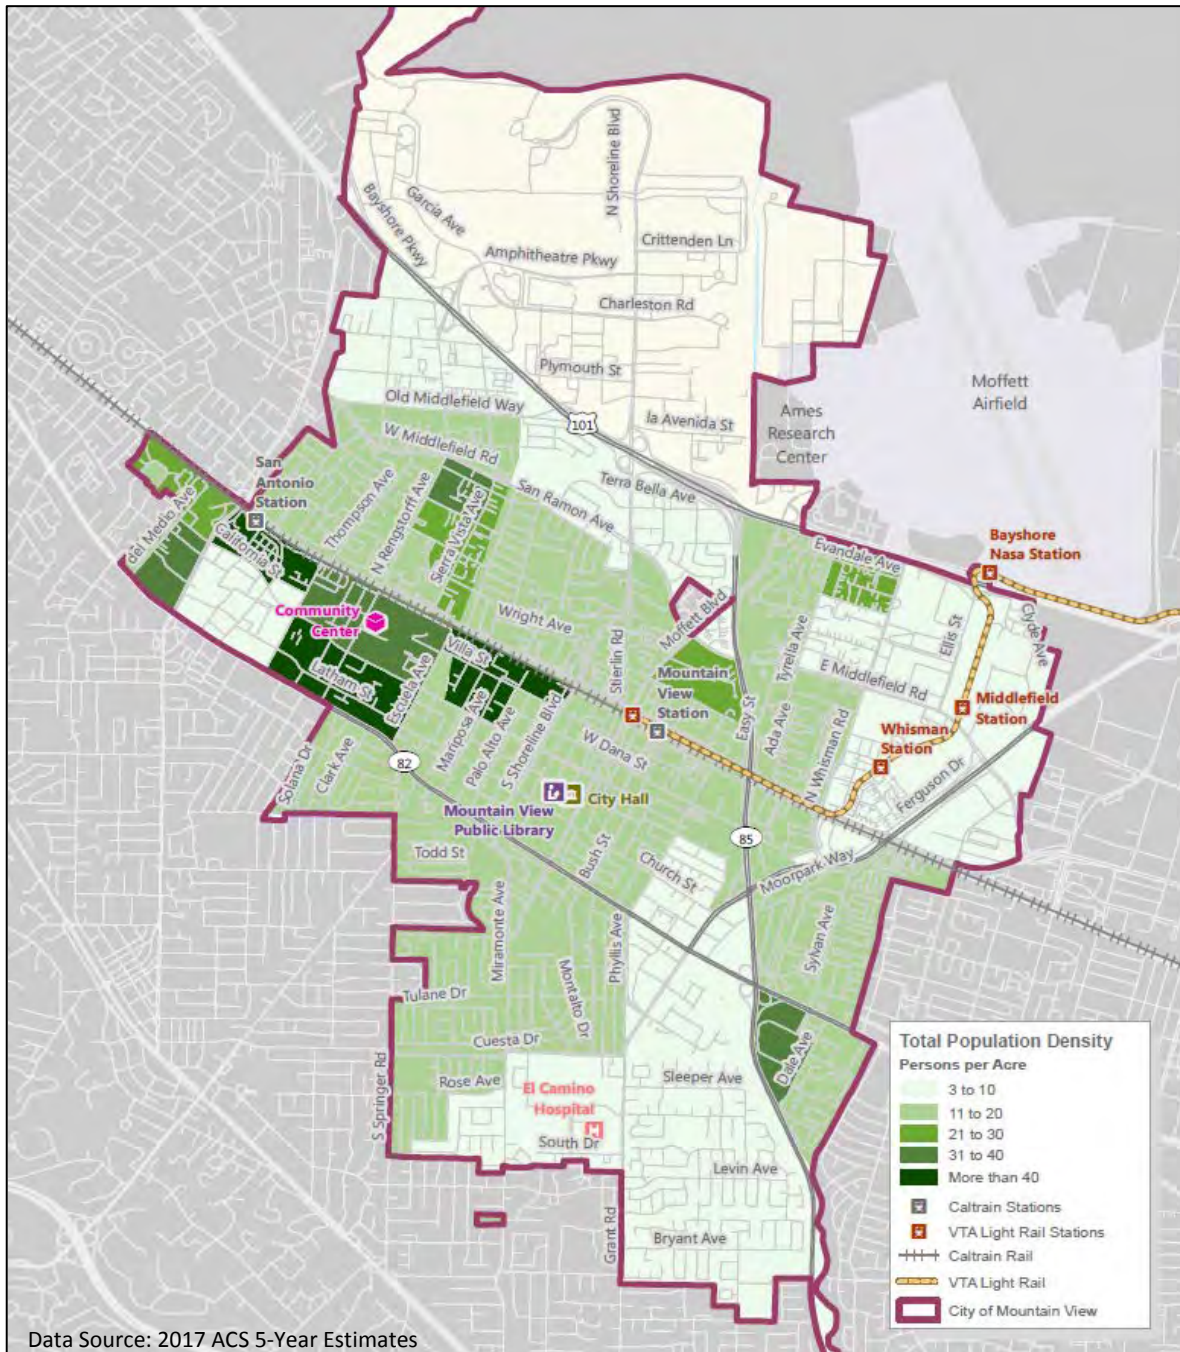 N Shoreline Blvd
Garcia Ave
Bayshore Pkwy
Crittenden Ln
Amphitheatre Pkwy
Charleston Rd
Plymouth St
Moffett
Airfield
Old Middlefield Way
la Avenida St
Ames
Research
Center
101
W Middlefield Rd
San
Antonio
Station
Terra Bella Ave
San Ramon Ave
Thompson Ave
N Rengstorff Ave
Sierra Vista Ave
del Medio Ave
California St
Evandale Ave
Bayshore
Nasa Station
Community
Center
Wright Ave
Moffett Blvd
Clyde Ave
Ellis St
Villa St
Stierlin Rd
Tyrella Ave
E Middlefield Rd
Latham St
Escuela Ave
Mountain
View
Station
Middlefield
Station
Mariposa Ave
Palo Alto Ave
S Shoreline Blvd
Easy St
Ada Ave
N Whisman Rd
Whisman
Station
Solana Dr
Clark Ave
82
W Dana St
Ferguson Dr
City Hall
Mountain View
Public Library
85
Todd St
Bush St
Church St
Moorpark Way
Miramonte Ave
Phyllis Ave
Sylvan Ave
Montalto Dr
Tulane Dr
Cuesta Dr
Dale Ave
S Springer Rd
Rose Ave
El Camino
Hospital
Sleeper Ave
South Dr
Levin Ave
Grant Rd
Bryant Ave
Total Population Density
Persons per Acre
3 to 10
11 to 20
21 to 30
31 to 40
More than 40
Caltrain Stations
VTA Light Rail Stations
Caltrain Rail
VTA Light Rail
City of Mountain View
Data Source: 2017 ACS 5-Year Estimates